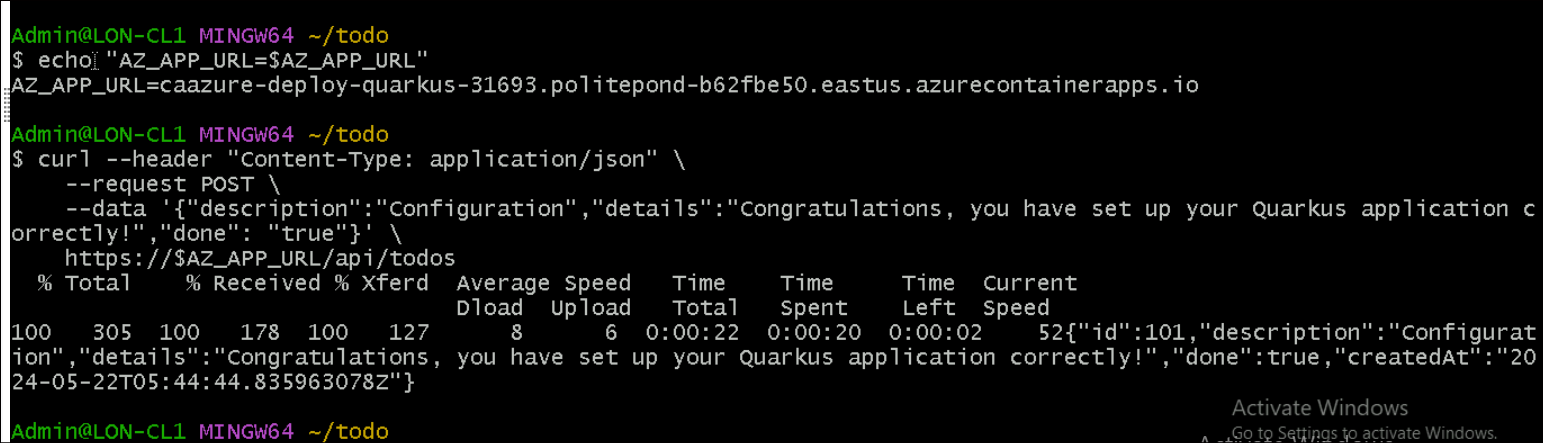 Admin@LON-CL1 MINGW64 ~/todo
$ echo "AZ_APP_URL=$AZ_APP_URL"
AZ_APP_URL=caazure-deploy-quarkus-31693.politepond-b62fbe50.eastus.azurecontainerapps.io
Admin@LON-CL1 MINGW64 ~/todo
$ curl --header "Content-Type: application/json" \
    --request POST \
    --data '{"description":"Configuration","details":"Congratulations, you have set up your Quarkus application c
orrectly!","done": "true"}' \
    https://$AZ_APP_URL/api/todos
  % Total    % Received % Xferd  Average Speed   Time    Time     Time  Current
                                 Dload  Upload   Total   Spent    Left  Speed
100   305  100   178  100   127      8      6  0:00:22  0:00:20  0:00:02    52{"id":101,"description":"Configurat
ion","details":"Congratulations, you have set up your Quarkus application correctly!","done":true,"createdAt":"20
24-05-22T05:44:44.835963078Z"}
Admin@LON-CL1 MINGW64 ~/todo
Activate Windows
Go to Settings to activate Windows.